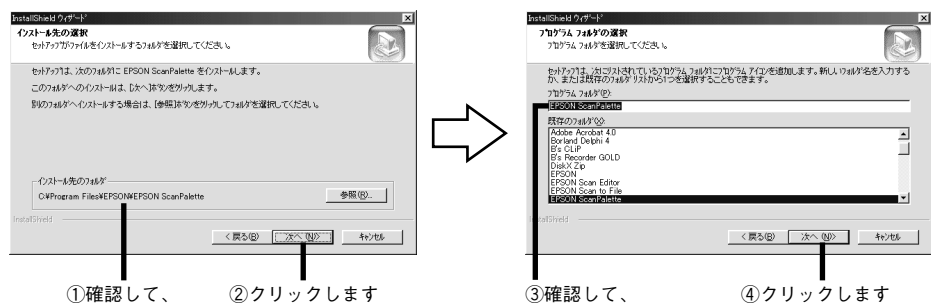 InstallShield ウィザード
インストール先の選択
セットアップがファイルをインストールするフォルダを選択してください。
セットアップは、次のフォルダに EPSON ScanPalette をインストールします。
このフォルダへのインストールは、[次へ]ボタンをクリックします。
別のフォルダへインストールする場合は、[参照]ボタンをクリックしてフォルダを選択してください。
インストール先のフォルダ
C:¥Program Files¥EPSON¥EPSON ScanPalette
参照(R)...
InstallShield
< 戻る(B)
次へ(N)>
キャンセル
①確認して、
②クリックします
InstallShield ウィザード
プログラム フォルダの選択
プログラム フォルダを選択してください。
セットアップは、次にリストされているプログラム フォルダにプログラム アイコンを追加します。新しいフォルダ名を入力する
か、または既存のフォルダ リストから1つを選択することもできます。
プログラム フォルダ(P):
EPSON ScanPalette
既存のフォルダ(X):
Adobe Acrobat 4.0
Borland Delphi 4
B's CLiP
B's Recorder GOLD
DiskX Zip
EPSON
EPSON Scan Editor
EPSON Scan to File
EPSON ScanPalette
InstallShield
< 戻る(B)
次へ(N)>
キャンセル
③確認して、
④クリックします